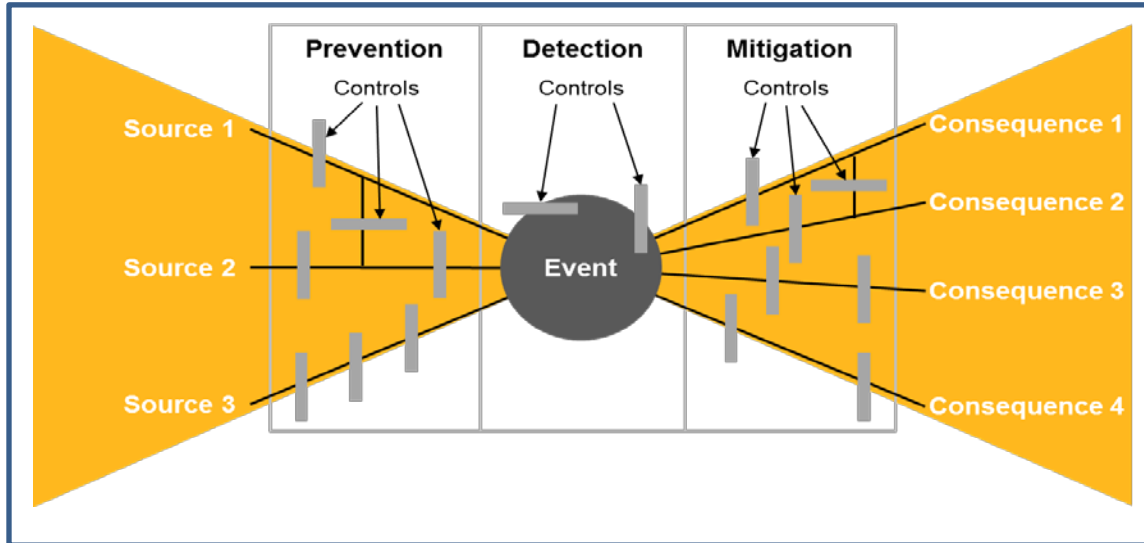 Prevention
Detection
Mitigation
Controls
Controls
Controls
Source 1
Source 2
Source 3
Event
Consequence 1
Consequence 2
Consequence 3
Consequence 4